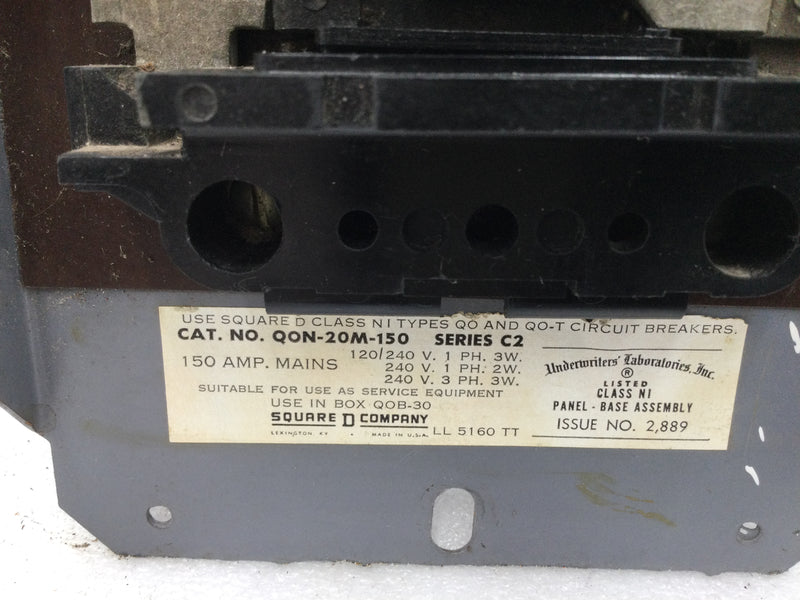 USE SQUARE D CLASS N1 TYPES QO AND QO-T CIRCUIT BREAKERS.
CAT. NO. QON-20M-150 SERIES C2
150 AMP. MAINS
120/240 V. 1 PH. 3W.
240 V. 1 PH. 2W.
240 V. 3 PH. 3W.
SUITABLE FOR USE AS SERVICE EQUIPMENT
USE IN BOX QOB-30
SQUARE D COMPANY
LEXINGTON KY. • MADE IN U.S.A.
LL 5160 TT
Underwriters' Laboratories, Inc.
®
LISTED
CLASS N1
PANEL - BASE ASSEMBLY
ISSUE NO. 2,889